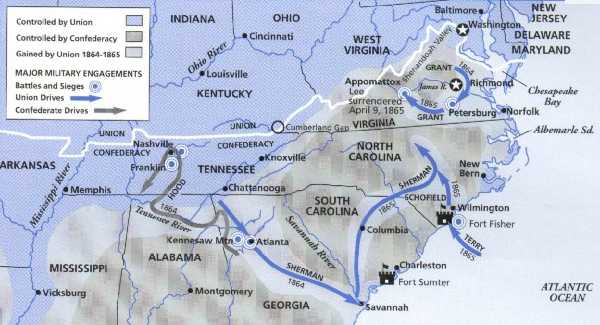 Controlled by Union
Controlled by Confederacy
Gained by Union 1864-1865
MAJOR MILITARY ENGAGEMENTS
Battles and Sieges
Union Drives
Confederate Drives
INDIANA
OHIO
Cincinnati
Ohio River
Louisville
KENTUCKY
WEST
VIRGINIA
Baltimore
Washington
NEW
JERSEY
DELAWARE
MARYLAND
Shenandoah Valley
GRANT
1864
Appomattox
Lee
surrencered
April 9, 1865
James R.
Richmond
1865
GRANT
Petersburg
Norfolk
Chesapeake
Bay
Albemarle Sd.
VIRGINIA
UNION
CONFEDERACY
UNION
CONFEDERACY
Cumberland Gap
Nashville
Franklin
HOOD
1864
TENNESSEE
Knoxville
Chattanooga
ARKANSAS
Mississippi River
Memphis
Tennessee River
NORTH
CAROLINA
New
Bern
SHERMAN
1865
SCHOFIELD
1865
Wilmington
Fort Fisher
TERRY
1865
SOUTH
CAROLINA
Columbia
Savannah River
Kennesaw Mtn
Atlanta
SHERMAN
1864
Charleston
Fort Sumter
Savannah
MISSISSIPPI
Vicksburg
ALABAMA
Montgomery
GEORGIA
ATLANTIC
OCEAN